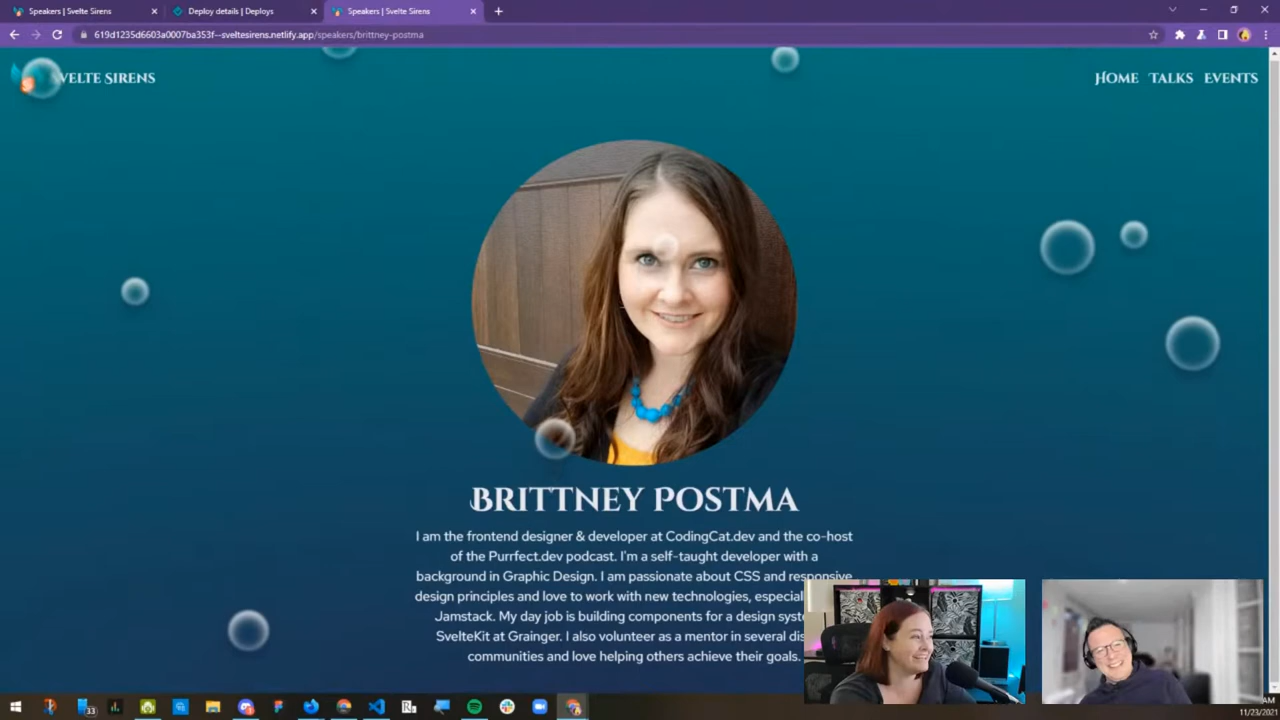 Speakers | Svelte Sirens
Deploy details | Deploys
Speakers | Svelte Sirens
619d1235d6603a0007ba353f--sveltesirens.netlify.app/speakers/brittney-postma
Svelte Sirens
Home Talks Events
Brittney Postma
I am the frontend designer & developer at CodingCat.dev and the co-host
of the Purrfect.dev podcast. I'm a self-taught developer with a
background in Graphic Design. I am passionate about CSS and responsive
design principles and love to work with new technologies,
Jamstack. My day job is building components for a design
SvelteKit at Grainger. I also volunteer as a mentor in several
communities and love helping others achieve their goals.
33
AM
11/23/2021